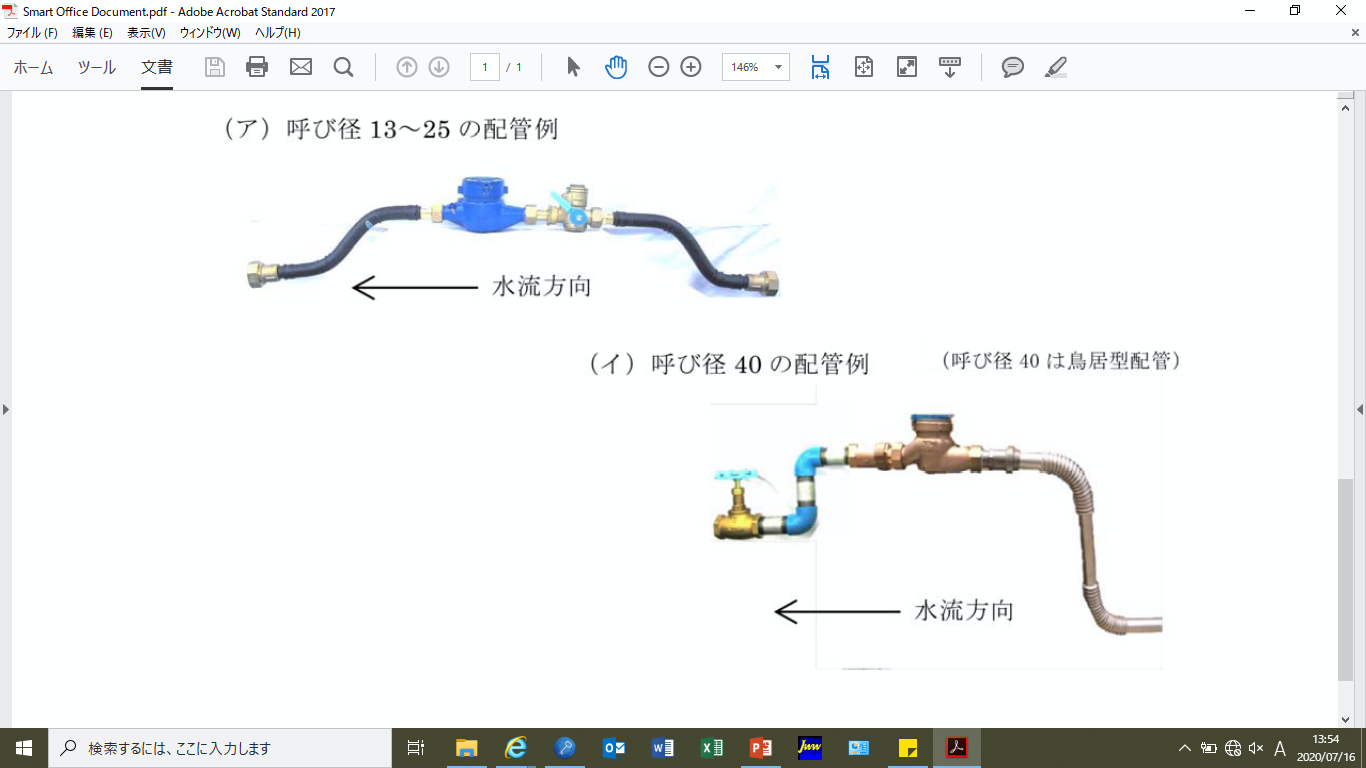 Smart Office Document.pdf - Adobe Acrobat Standard 2017
ファイル (F) 編集 (E) 表示(V) ウィンドウ(W) ヘルプ(H)
ホーム ツール 文書 1 / 1 146%
（ア）呼び径 13～25 の配管例
水流方向
（イ）呼び径 40 の配管例 （呼び径 40 は鳥居型配管）
水流方向
検索するには、ここに入力します
Jww
A
13:54
2020/07/16